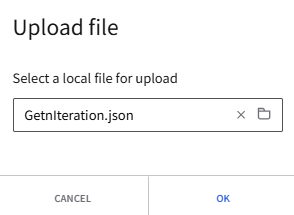 Upload file
Select a local file for upload
GetnIteration.json
CANCEL
OK